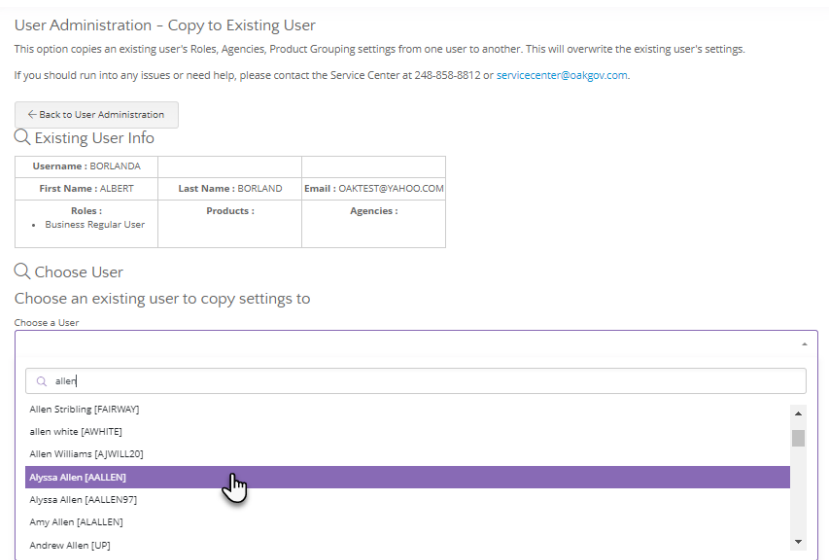 User Administration - Copy to Existing User
This option copies an existing user's Roles, Agencies, Product Grouping settings from one user to another. This will overwrite the existing user's settings.
If you should run into any issues or need help, please contact the Service Center at 248-858-8812 or servicecenter@oakgov.com.
Back to User Administration
Existing User Info
Username : BORLANDA
First Name : ALBERT Last Name : BORLAND Email : OAKTEST@YAHOO.COM
Roles : Products : Agencies :
• Business Regular User
Choose User
Choose an existing user to copy settings to
Choose a User
allen
Allen Stribling [FAIRWAY]
allen white [AWHITE]
Allen Williams [AJWILL20]
Alyssa Allen [AALLEN]
Alyssa Allen [AALLEN97]
Amy Allen [ALALLEN]
Andrew Allen [UP]